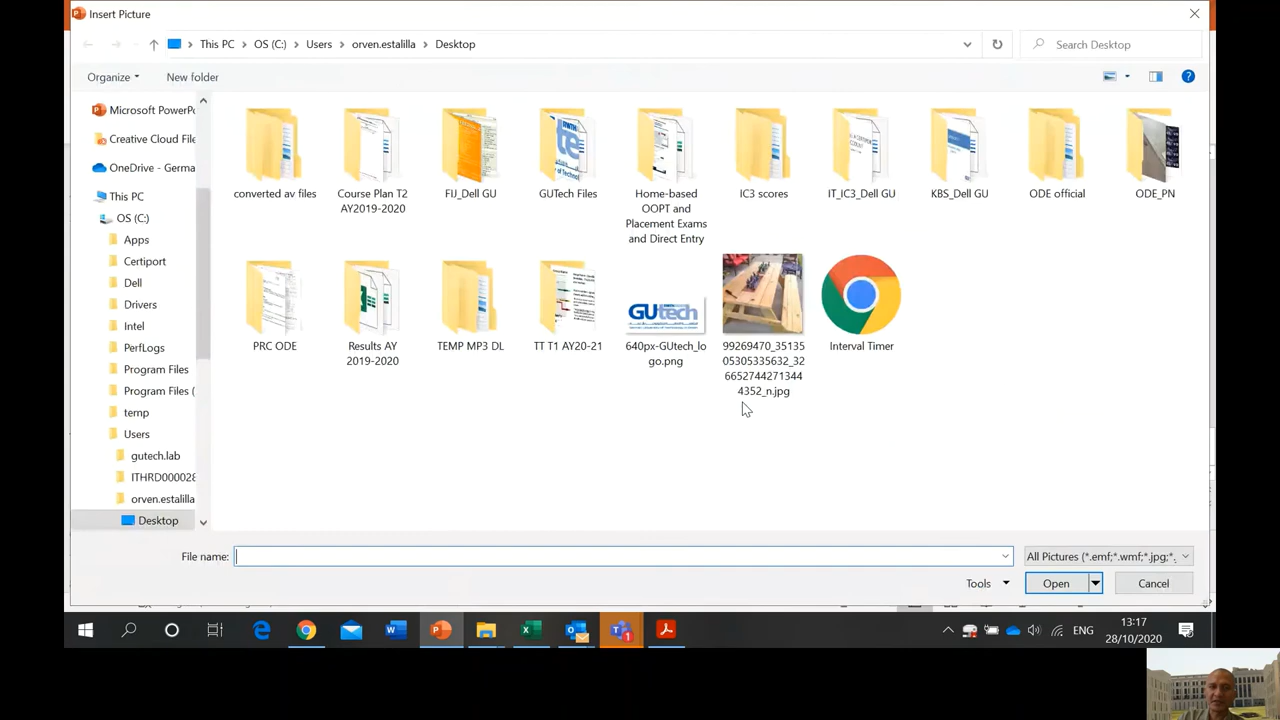 Insert Picture
This PC > OS (C:) > Users > orven.estalilla > Desktop
Search Desktop
Organize
New folder
Microsoft PowerPo
Creative Cloud File
OneDrive - Germa
This PC
OS (C:)
Apps
Certiport
Dell
Drivers
Intel
PerfLogs
Program Files
Program Files (
temp
Users
gutech.lab
ITHRD0000028
orven.estalilla
Desktop
converted av files
Course Plan T2
AY2019-2020
FIJ_Dell GU
GUTech Files
Home-based
OOPT and
Placement Exams
and Direct Entry
IC3 scores
IT_IC3_Dell GU
KBS_Dell GU
ODE official
ODE_PN
PRC ODE
Results AY
2019-2020
TEMP MP3 DL
TT T1 AY20-21
GUtech
640px-GUtech_lo
go.png
99269470_35135
05305335632_32
6652744271344
4352_n.jpg
Interval Timer
File name:
All Pictures (*.emf;*.wmf;*.jpg;*.
Tools
Open
Cancel
ENG
13:17
28/10/2020